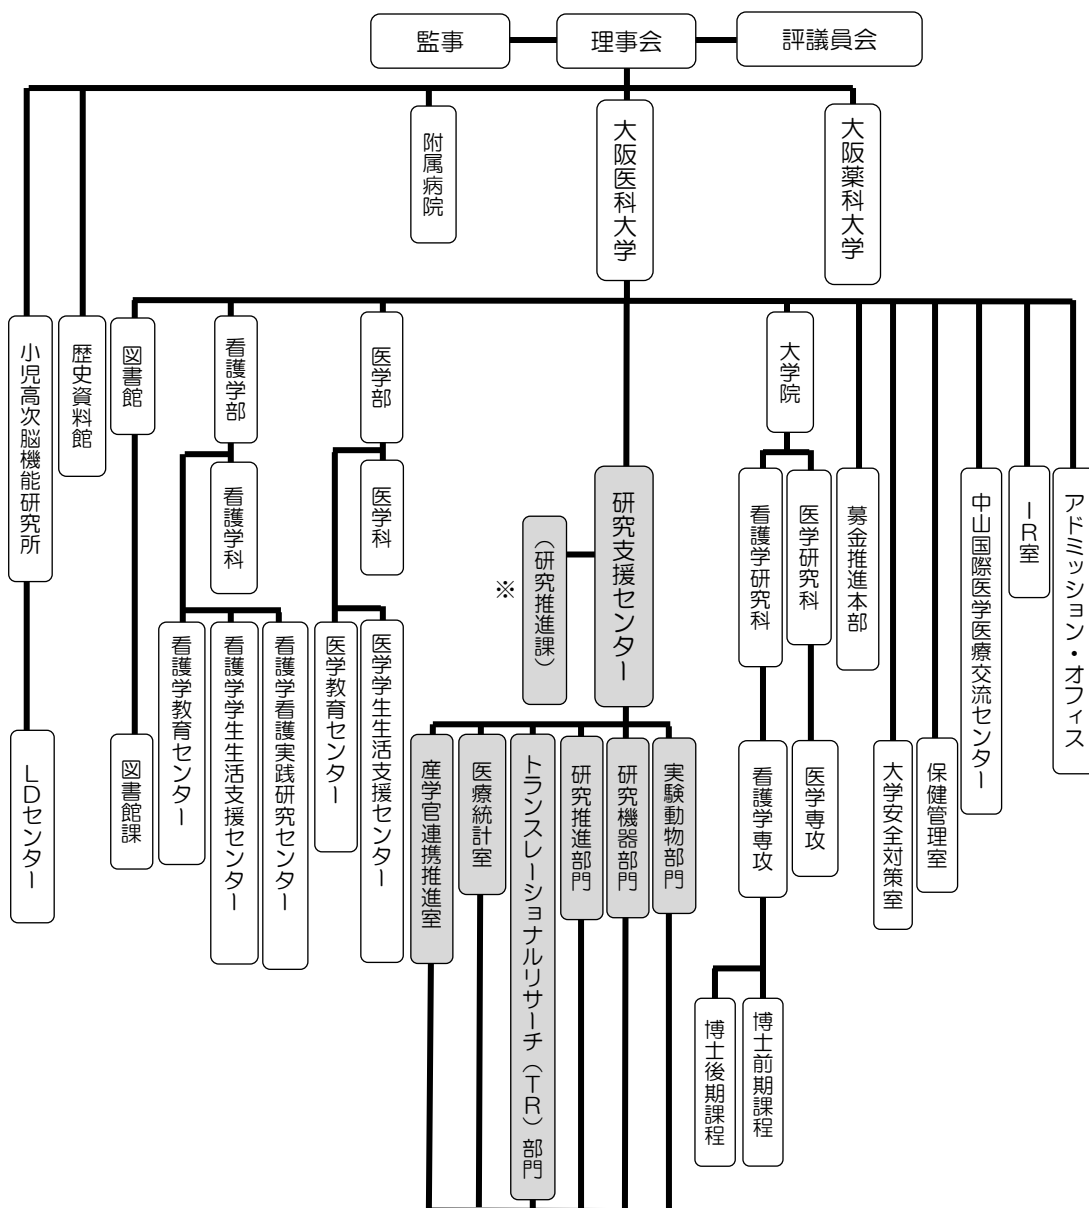 監事
理事会
評議員会
附属病院
大阪医科大学
大阪薬科大学
小児高次脳機能研究所
歴史資料館
図書館
看護学部
医学部
大学院
看護学科
医学科
研究支援センター
（研究推進課）
※
看護学研究科
医学研究科
募金推進本部
中山国際医学医療交流センター
IR室
アドミッション・オフィス
LDセンター
図書館課
看護学教育センター
看護学学生生活支援センター
看護学看護実践研究センター
医学教育センター
医学学生生活支援センター
産学官連携推進室
医療統計室
トランスレーショナルリサーチ（TR）部門
研究推進部門
研究機器部門
実験動物部門
看護学専攻
医学専攻
大学安全対策室
保健管理室
博士後期課程
博士前期課程